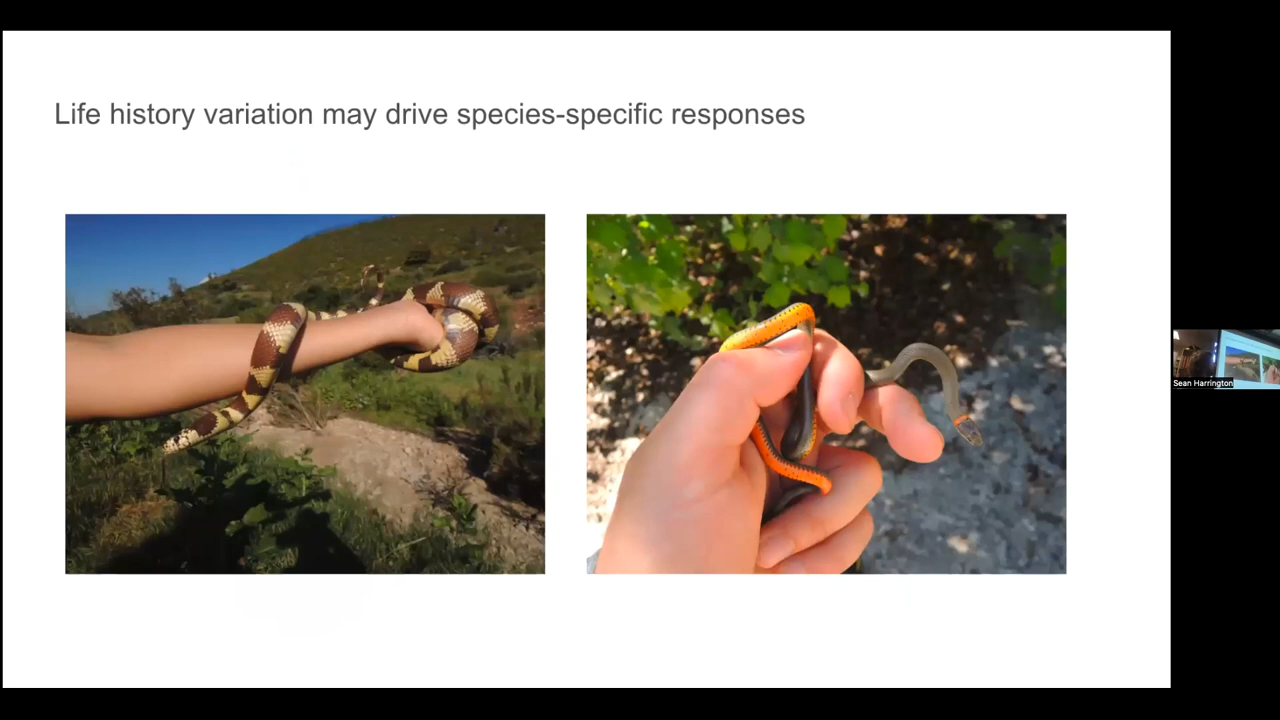 Life history variation may drive species-specific responses
Sean Harrington